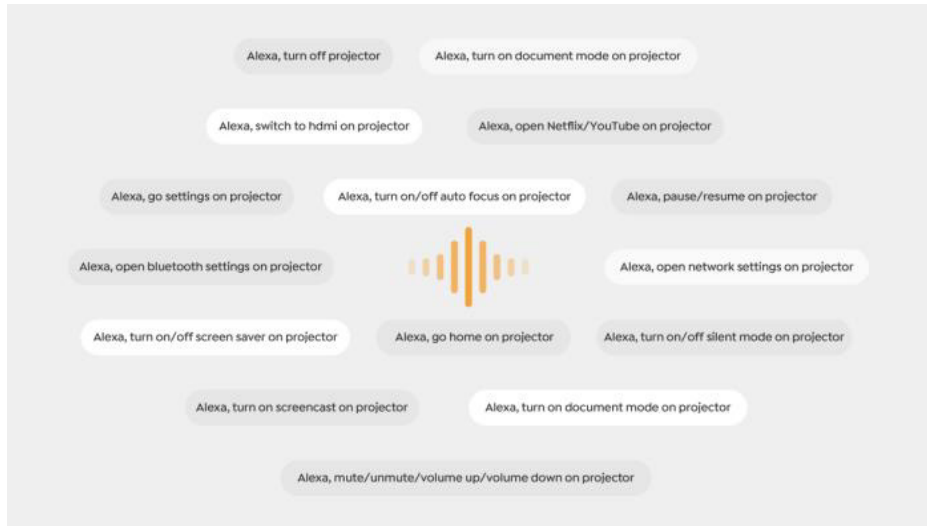 Alexa, turn off projector
Alexa, turn on document mode on projector
Alexa, switch to hdmi on projector
Alexa, open Netflix/YouTube on projector
Alexa, go settings on projector
Alexa, turn on/off auto focus on projector
Alexa, pause/resume on projector
Alexa, open bluetooth settings on projector
Alexa, open network settings on projector
Alexa, turn on/off screen saver on projector
Alexa, go home on projector
Alexa, turn on/off silent mode on projector
Alexa, turn on screencast on projector
Alexa, turn on document mode on projector
Alexa, mute/unmute/volume up/volume down on projector